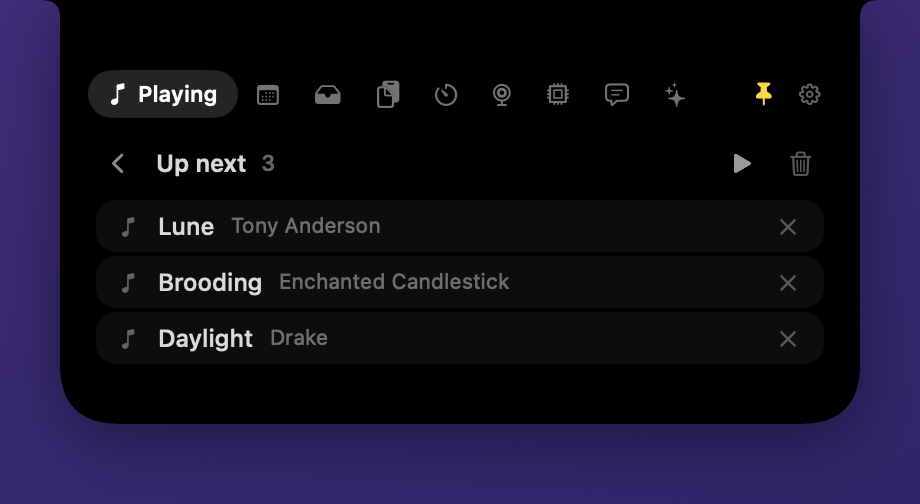 Playing
Up next 3
Lune Tony Anderson
Brooding Enchanted Candlestick
Daylight Drake